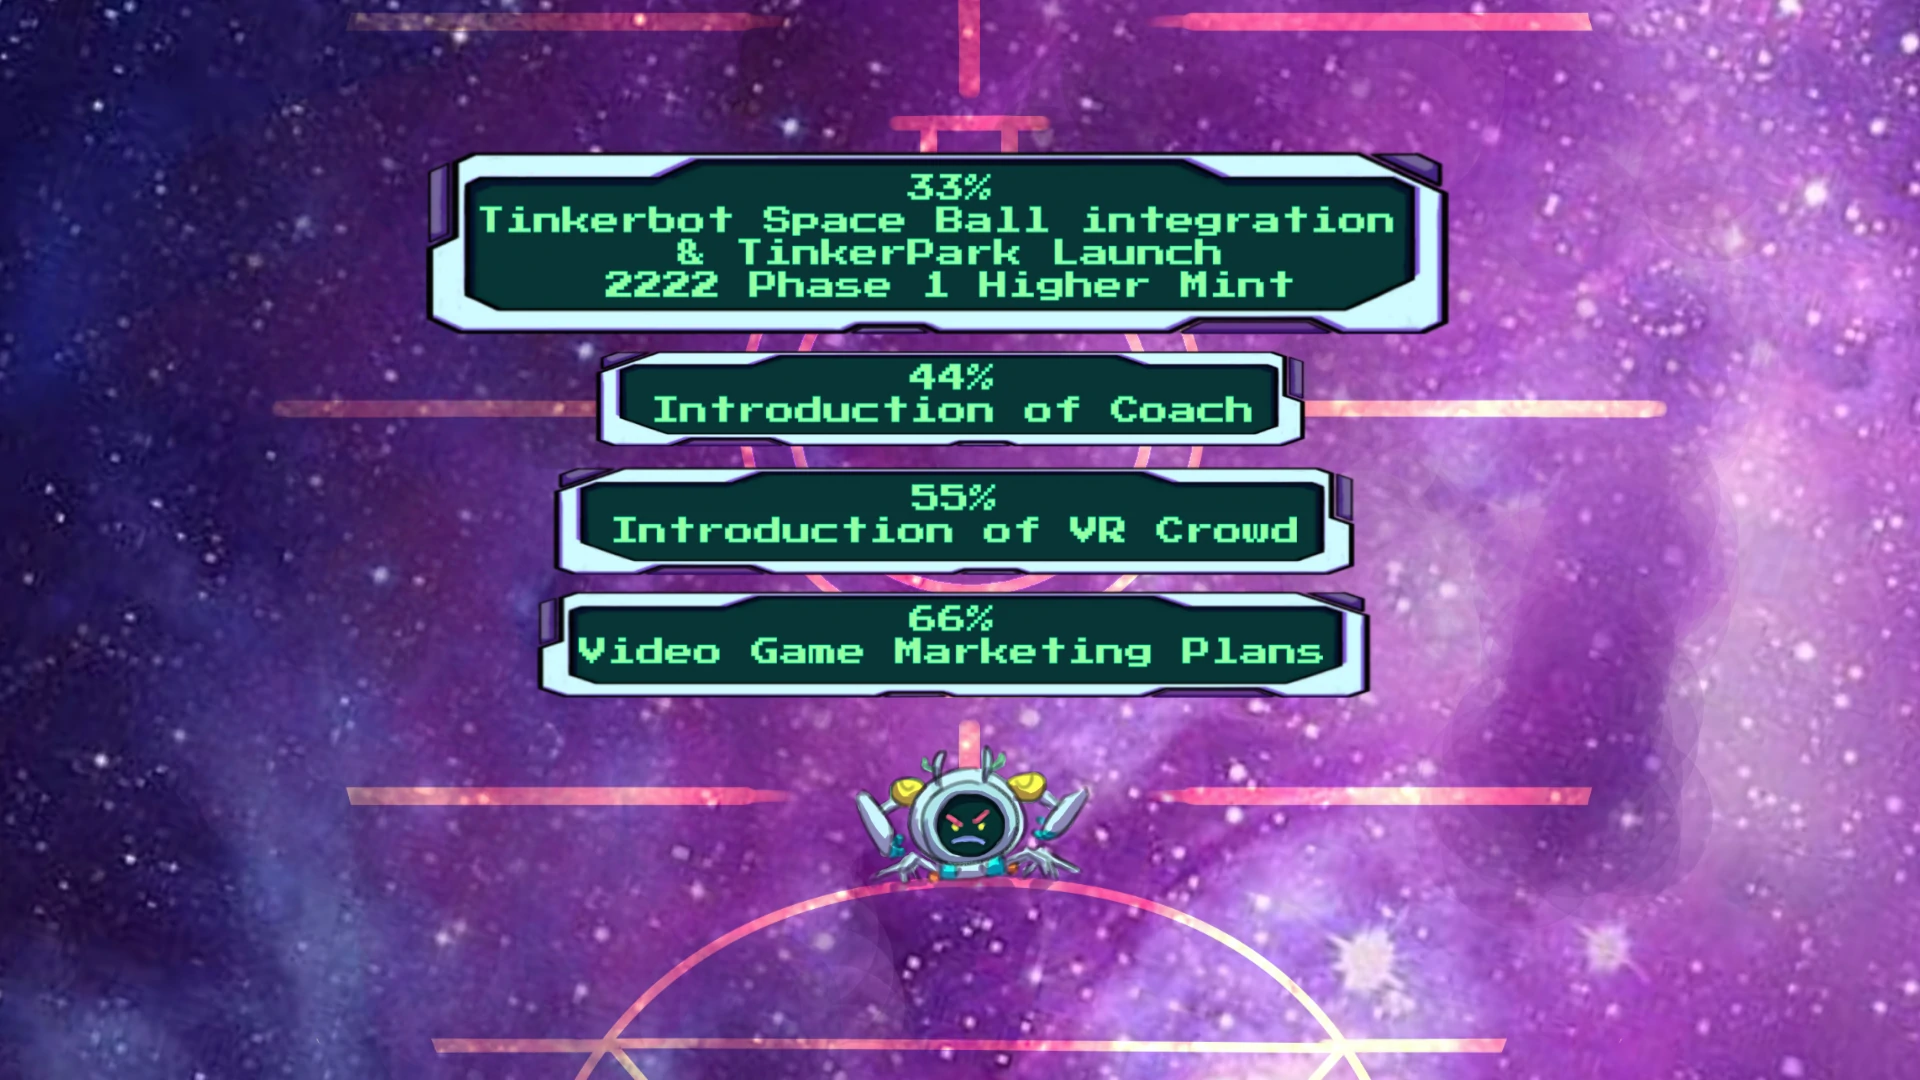 33%
Tinkerbot Space Ball integration
& TinkerPark Launch
2222 Phase 1 Higher Mint
44%
Introduction of Coach
55%
Introduction of VR Crowd
66%
Video Game Marketing Plans